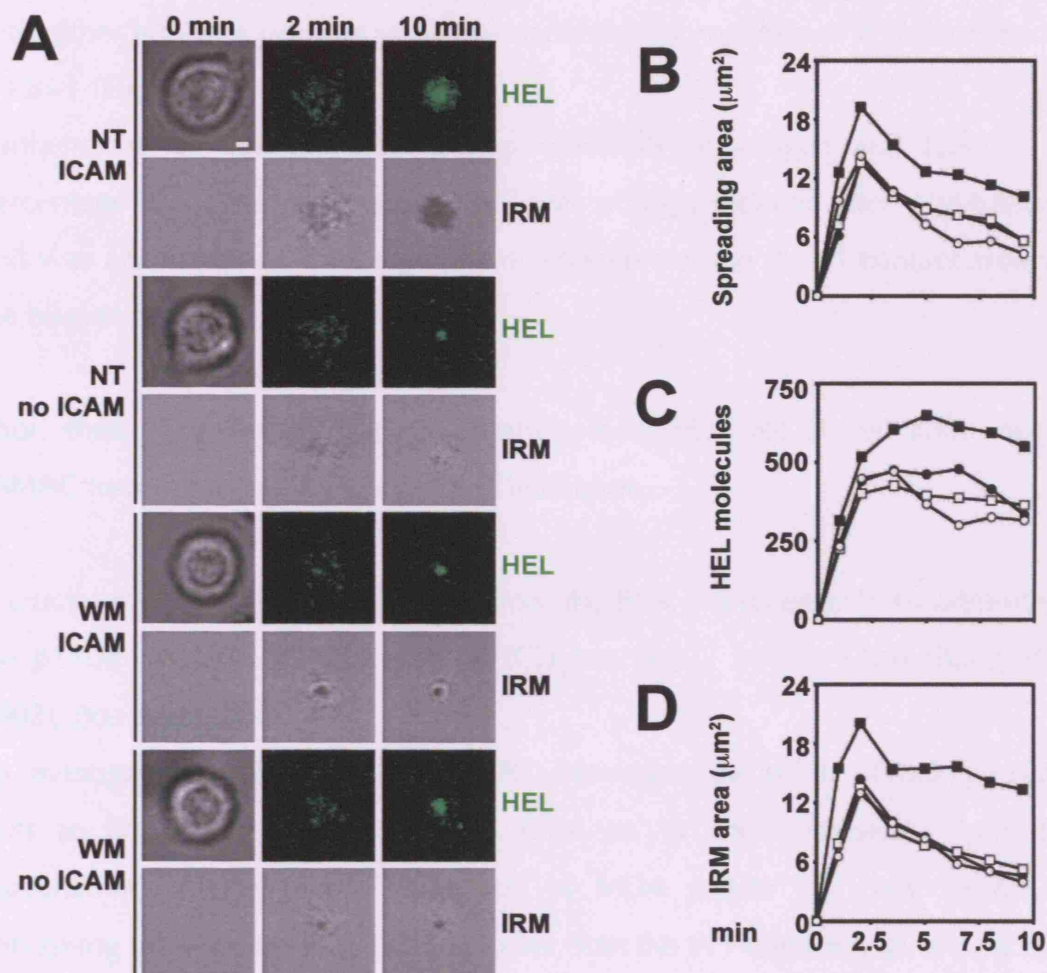 A
0 min 2 min 10 min
HEL
NT
ICAM
IRM
HEL
NT
no ICAM
IRM
HEL
WM
ICAM
IRM
HEL
WM
no ICAM
IRM
B
Spreading area (µm²)
24
18
12
6
0
C
HEL molecules
750
500
250
0
D
IRM area (µm²)
24
18
12
6
0
min
0 2.5 5 7.5 10